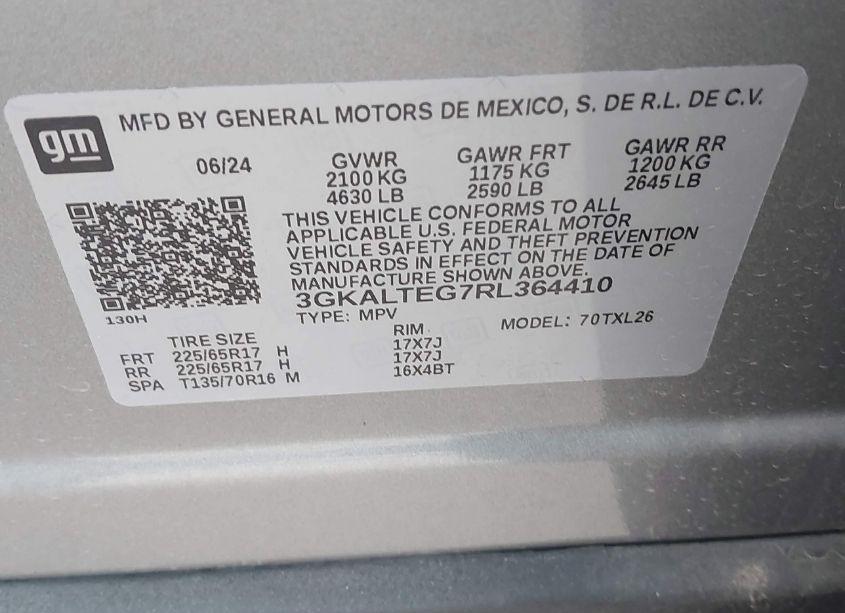 gm
MFD BY GENERAL MOTORS DE MEXICO, S. DE R.L. DE C.V.
06/24
GVWR
2100 KG
4630 LB
GAWR FRT
1175 KG
2590 LB
GAWR RR
1200 KG
2645 LB
THIS VEHICLE CONFORMS TO ALL
APPLICABLE U.S. FEDERAL MOTOR
VEHICLE SAFETY AND THEFT PREVENTION
STANDARDS IN EFFECT ON THE DATE OF
MANUFACTURE SHOWN ABOVE.
3GKALTEG7RL364410
130H
TYPE: MPV
MODEL: 70TXL26
TIRE SIZE
RIM
FRT 225/65R17 H 17X7J
RR 225/65R17 H 17X7J
SPA T135/70R16 M 16X4BT